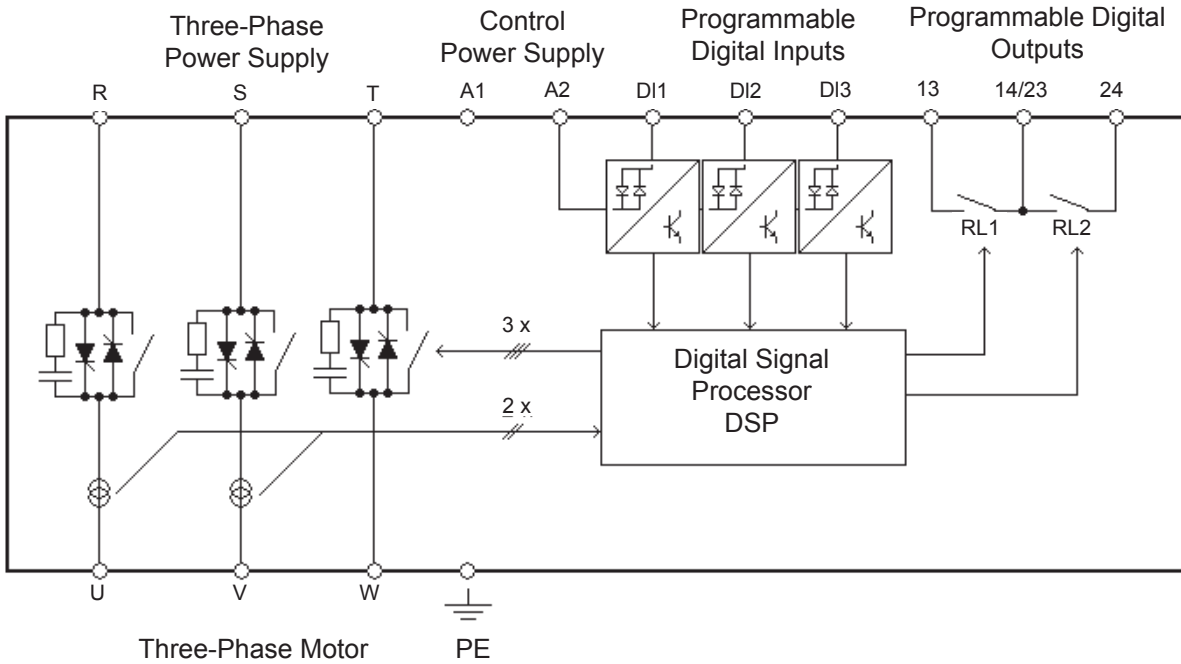 Three-Phase
Power Supply
Control
Power Supply
Programmable
Digital Inputs
Programmable Digital
Outputs
R
S
T
A1
A2
DI1
DI2
DI3
13
14/23
24
RL1
RL2
3 x
2 x
Digital Signal
Processor
DSP
U
V
W
Three-Phase Motor
PE